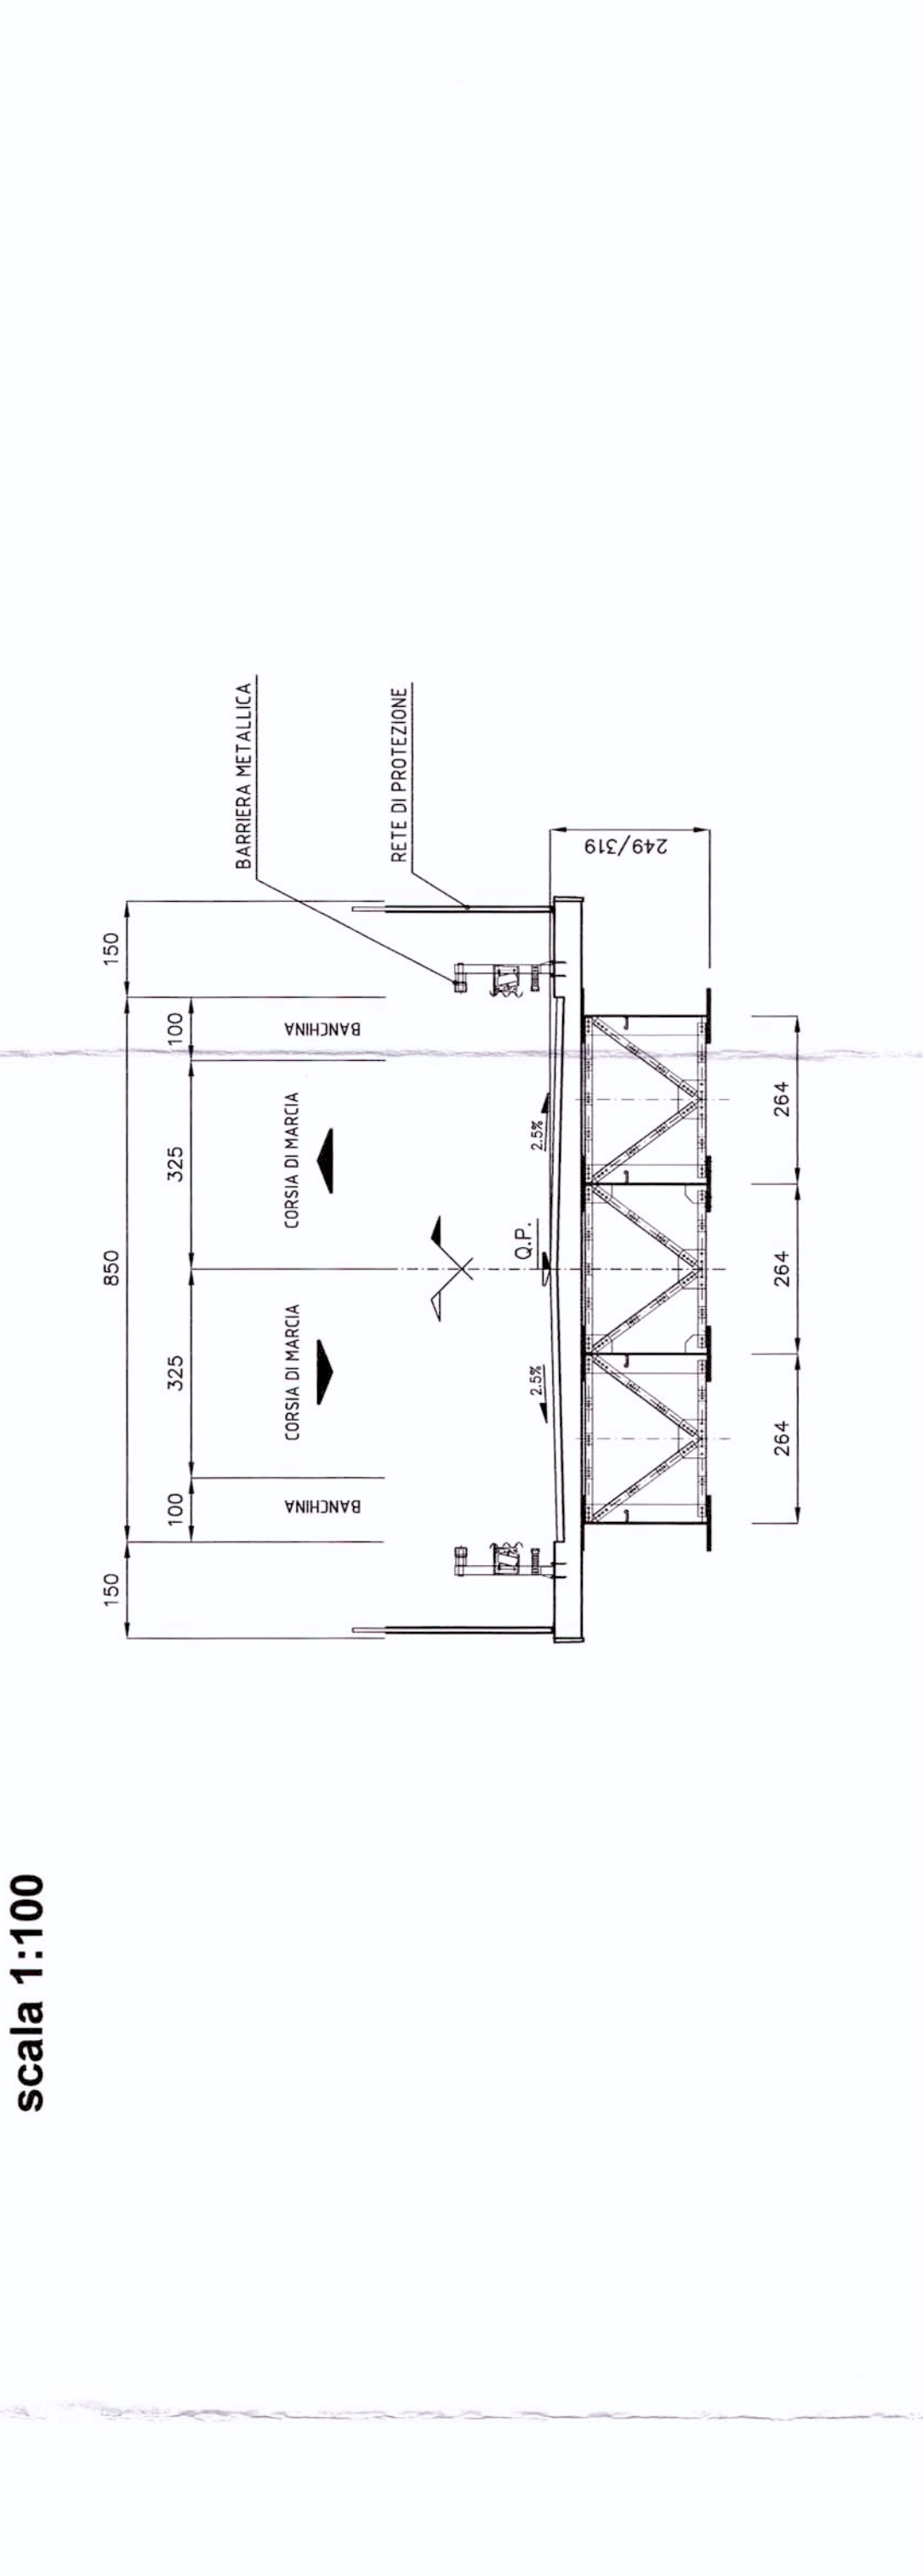 scala 1:100
150
850
150
100
325
325
100
BARRIERA METALLICA
BANCHINA
CORSIA DI MARCIA
CORSIA DI MARCIA
BANCHINA
RETE DI PROTEZIONE
2.5%
Q.P.
2.5%
249/319
264
264
264